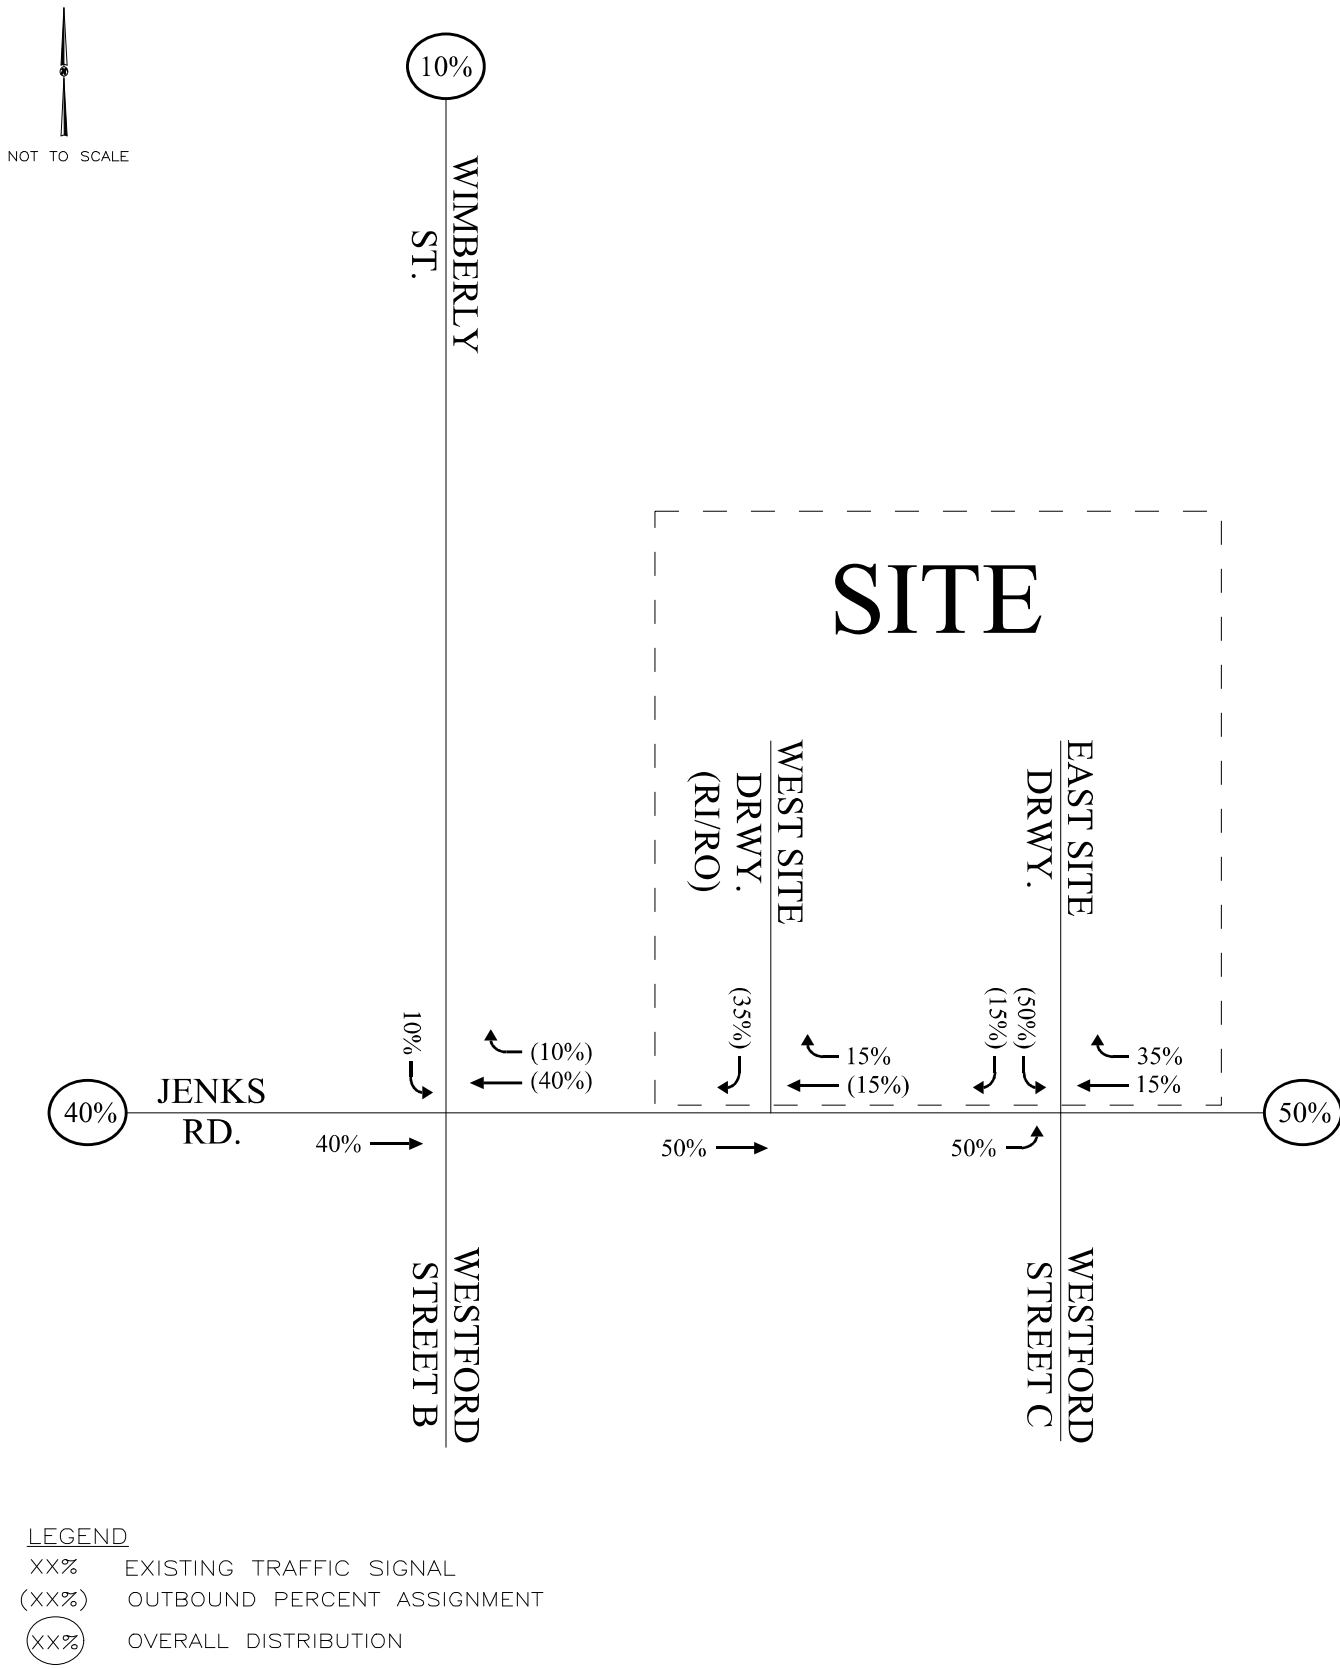 10%
NOT TO SCALE
WIMBERLY
ST.
SITE
WEST SITE
DRWY.
(RI/RO)
EAST SITE
DRWY.
10%
(10%)
(40%)
(35%)
15%
(15%)
(15%)
(50%)
35%
15%
40%
JENKS
RD.
50%
40%
50%
50%
WESTFORD
STREET B
WESTFORD
STREET C
LEGEND
XX% EXISTING TRAFFIC SIGNAL
(XX%) OUTBOUND PERCENT ASSIGNMENT
XX% OVERALL DISTRIBUTION